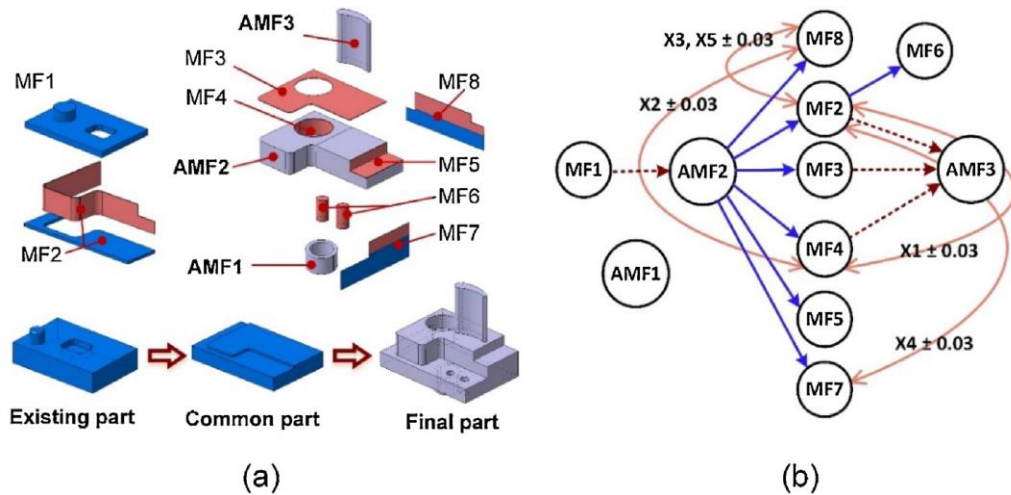 AMF3
MF1
MF3
MF4
MF8
AMF2
MF5
MF6
MF2
AMF1
MF7
Existing part
Common part
Final part
(a)
X3, X5 ± 0.03
MF8
MF6
X2 ± 0.03
MF2
MF1
AMF2
MF3
AMF3
MF4
X1 ± 0.03
AMF1
MF5
X4 ± 0.03
MF7
(b)